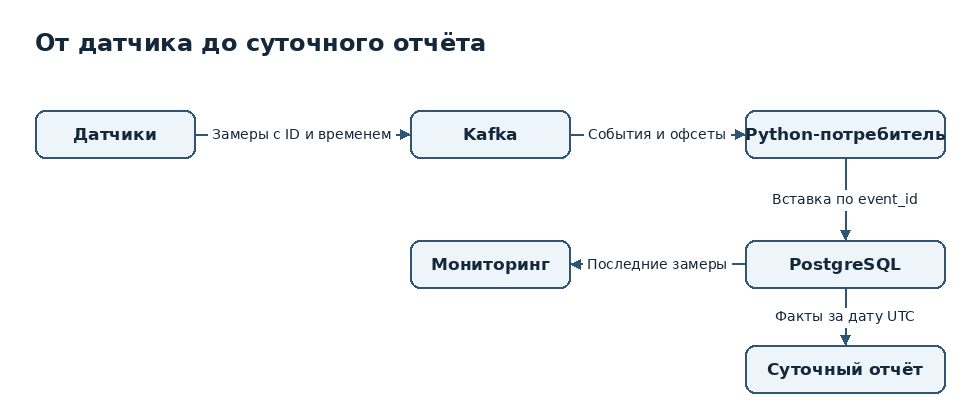 От датчика до суточного отчёта
Датчики
Замеры с ID и временем
Kafka
События и офсеты
Python-потребитель
Вставка по event_id
Мониторинг
Последние замеры
PostgreSQL
Факты за дату UTC
Суточный отчёт